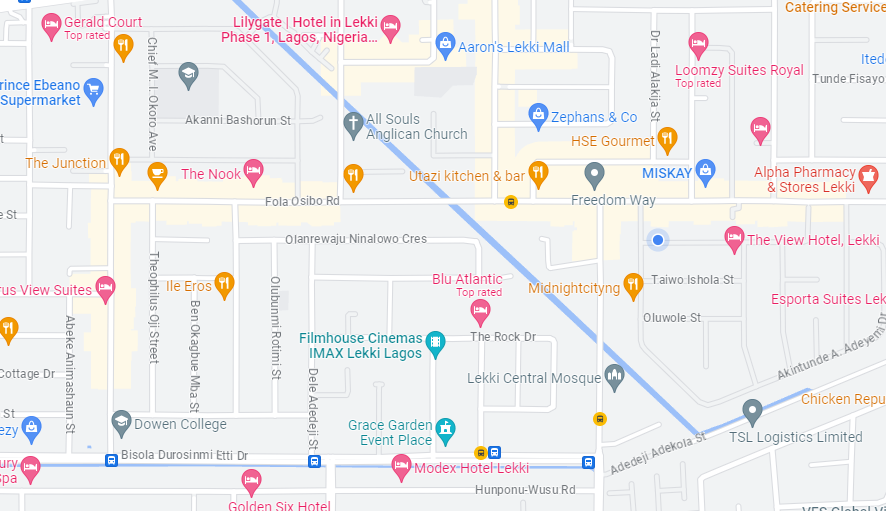 Gerald Court
Top rated
Lilygate | Hotel in Lekki
Phase 1, Lagos, Nigeria...
Catering Service
Chief M. I. Okoro Ave
Aaron's Lekki Mall
Dr Ladi Alakija St
Loomzy Suites Royal
Top rated
Itedo
Tunde Fisayo
rince Ebeano
Supermarket
Akanni Bashorun St
All Souls
Anglican Church
Zephans & Co
HSE Gourmet
The Junction
The Nook
Utazi kitchen & bar
MISKAY
Alpha Pharmacy
& Stores Lekki
Fola Osibo Rd
Freedom Way
e St
Olanrewaju Ninalowo Cres
The View Hotel, Lekki
Theophilus Oji Street
rus View Suites
Ile Eros
Olubunmi Rotimi St
Blu Atlantic
Top rated
Midnightcityng
Taiwo Ishola St
Esporta Suites Lek
Ben Okagbue Mba St
Abeke Animashaun St
Oluwole St
Filmhouse Cinemas
IMAX Lekki Lagos
The Rock Dr
Akintunde A. Adeyemi Dr
Cottage Dr
Dele Adedeji St
Lekki Central Mosque
Chicken Repu
St
ezy
Dowen College
Grace Garden
Event Place
TSL Logistics Limited
Adedeji Adekola St
Bisola Durosinmi Etti Dr
ury
Spa
Modex Hotel Lekki
Golden Six Hotel
Hunponu-Wusu Rd
VFS Global Vi